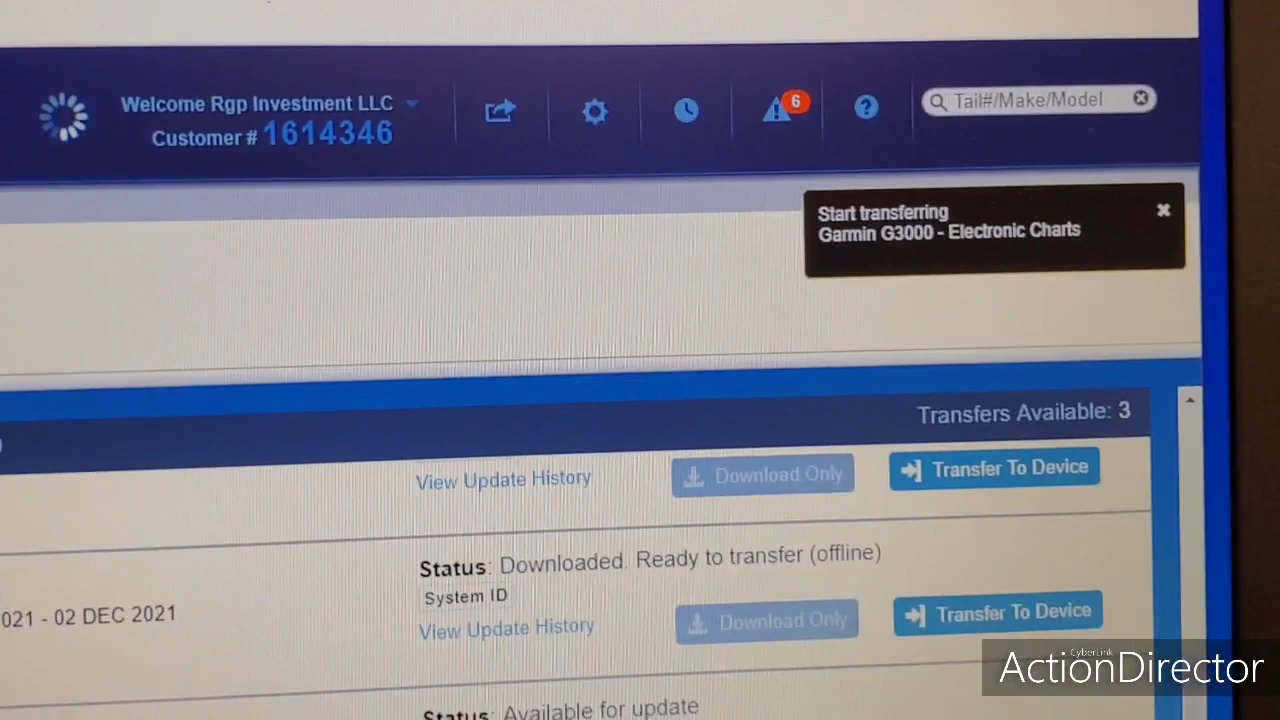 Welcome Rgp Investment LLC
Customer # 1614346
6
Tail#/Make/Model
Start transferring
Garmin G3000 - Electronic Charts
Transfers Available: 3
View Update History
Download Only
Transfer To Device
Status: Downloaded. Ready to transfer (offline)
System ID
021 - 02 DEC 2021
View Update History
Download Only
Transfer To Device
Status: Available for update
CyberLink
ActionDirector